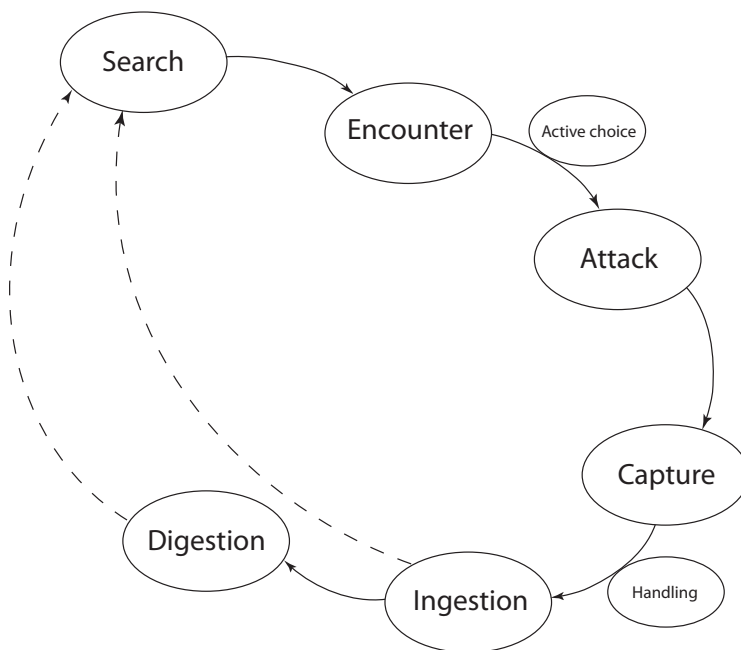 Search
Encounter
Active choice
Attack
Capture
Handling
Ingestion
Digestion